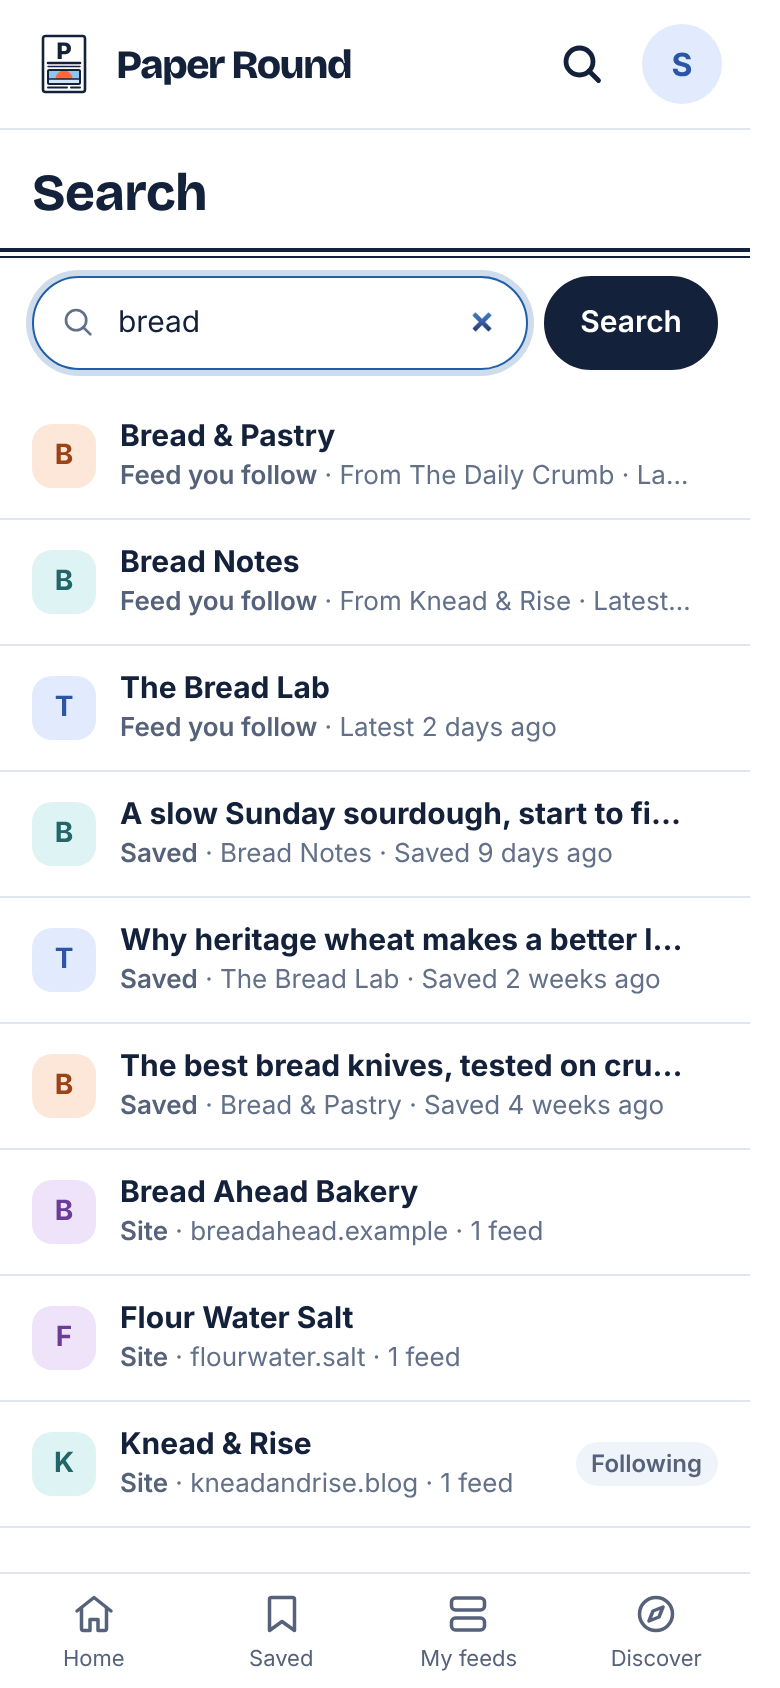 P
Paper Round
S
Search
bread
Search
B
Bread & Pastry
Feed you follow · From The Daily Crumb · La...
B
Bread Notes
Feed you follow · From Knead & Rise · Latest...
T
The Bread Lab
Feed you follow · Latest 2 days ago
B
A slow Sunday sourdough, start to fi...
Saved · Bread Notes · Saved 9 days ago
T
Why heritage wheat makes a better l...
Saved · The Bread Lab · Saved 2 weeks ago
B
The best bread knives, tested on cru...
Saved · Bread & Pastry · Saved 4 weeks ago
B
Bread Ahead Bakery
Site · breadahead.example · 1 feed
F
Flour Water Salt
Site · flourwater.salt · 1 feed
K
Knead & Rise
Site · kneadandrise.blog · 1 feed
Following
Home
Saved
My feeds
Discover